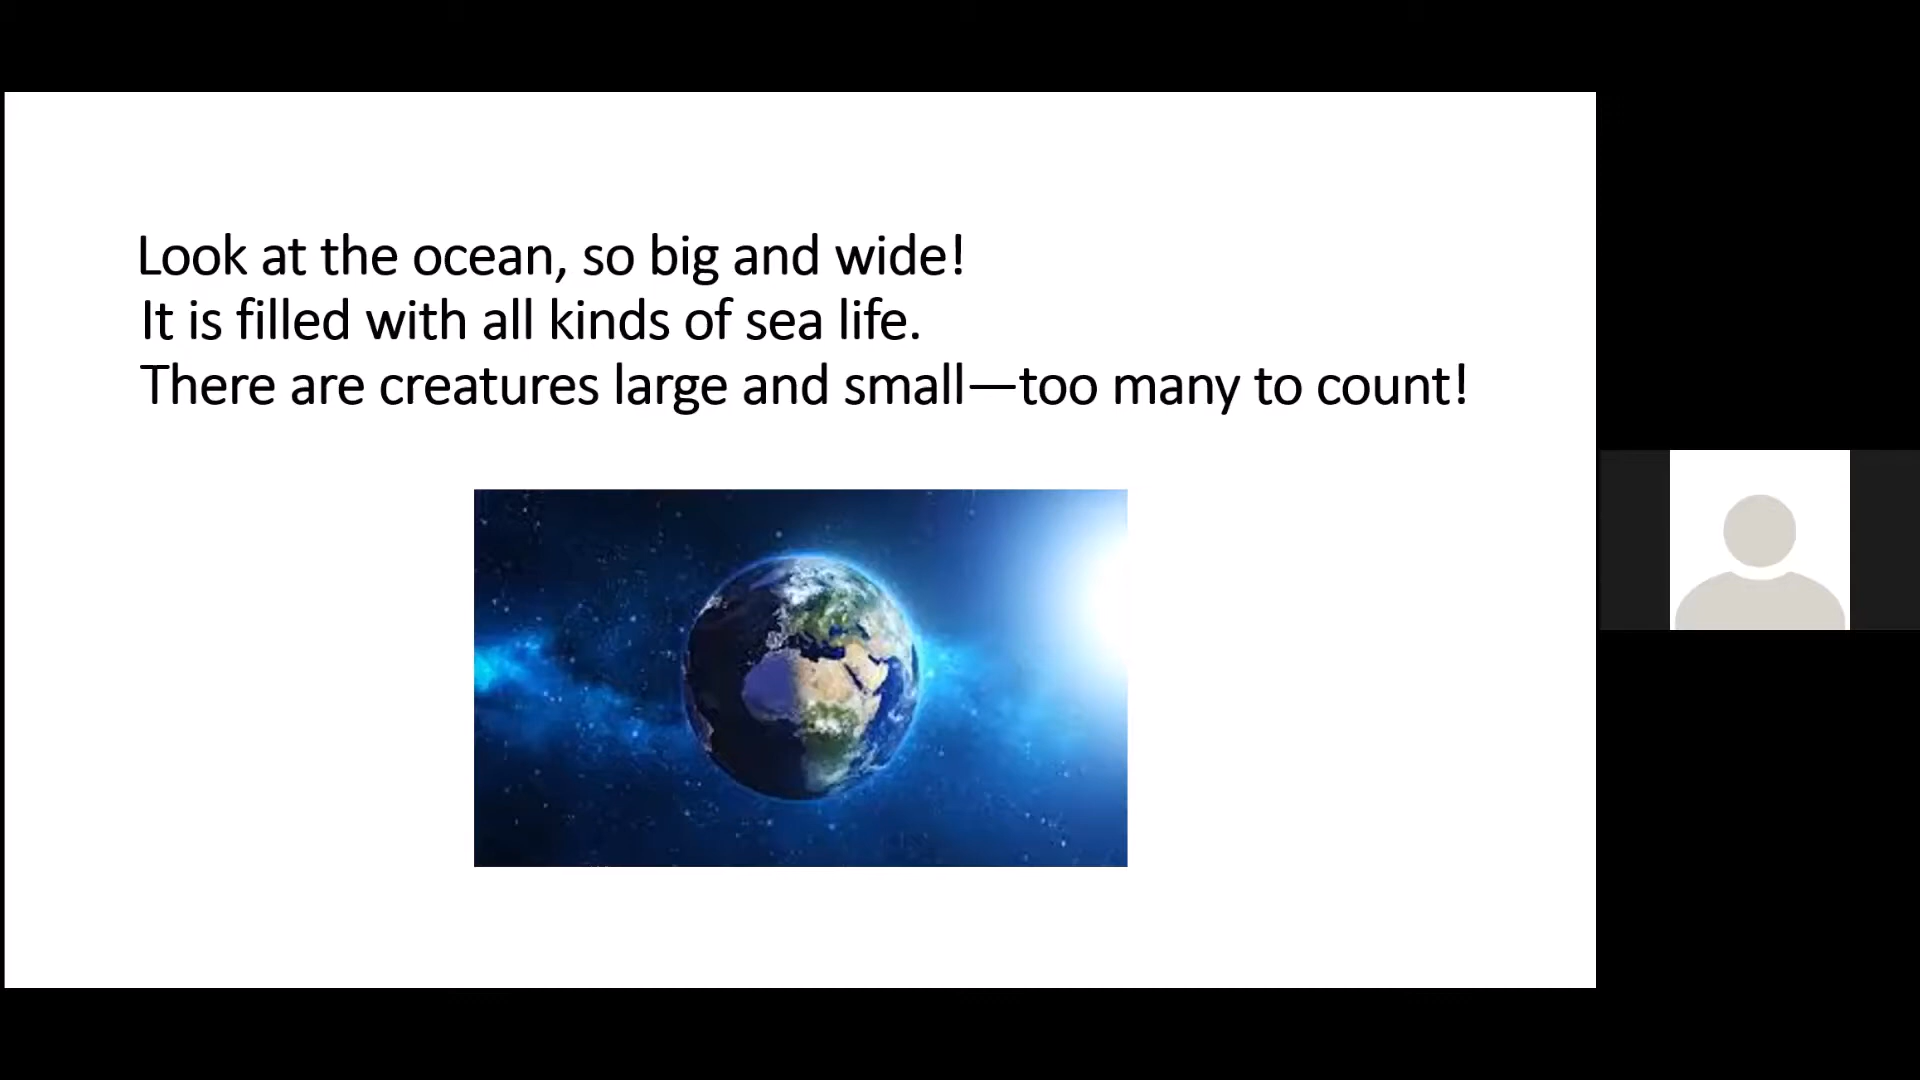 Look at the ocean, so big and wide!
It is filled with all kinds of sea life.
There are creatures large and small—too many to count!